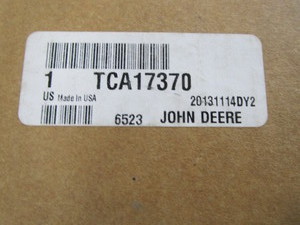 1 TCA17370
US Made In USA 20131114DY2
6523 JOHN DEERE